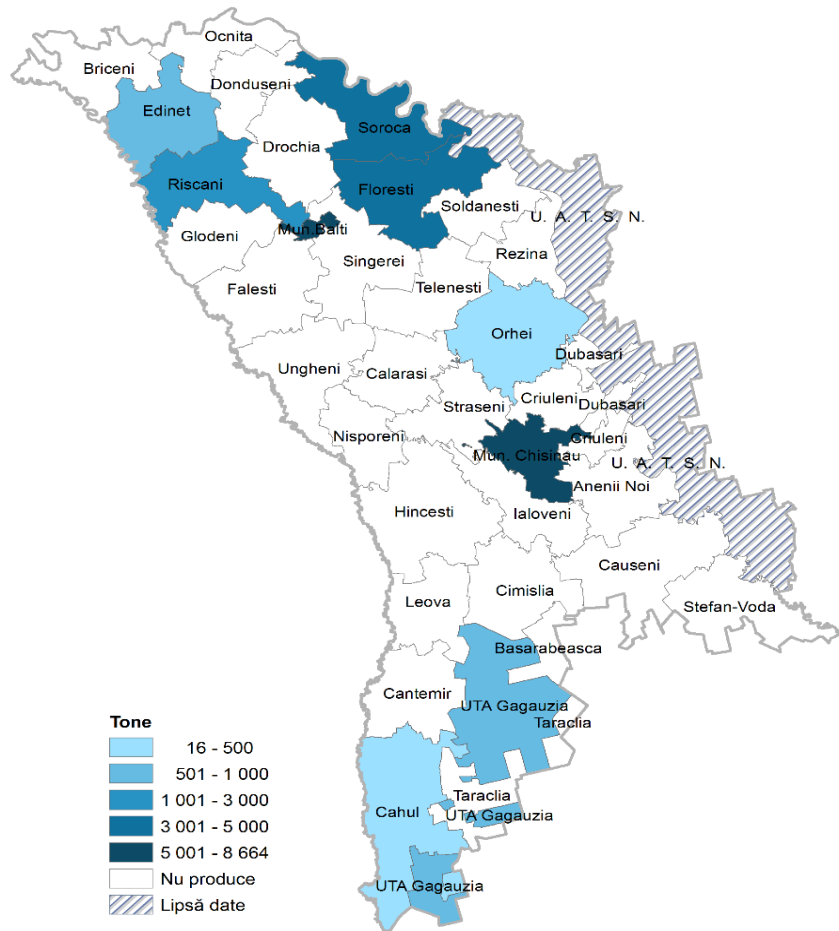 Ocnita
Briceni
Donduseni
Edinet
Soroca
Drochia
Riscani
Floresti
Soldanesti
U. A. T. S. N.
Mun.Balti
Glodeni
Singerei
Rezina
Falesti
Telenesti
Orhei
Dubasari
Ungheni
Calarasi
Straseni
Criuleni
Dubasari
Nisporeni
Criuleni
Mun. Chisinau
U. A. T. S. N.
Anenii Noi
Hincesti
Ialoveni
Causeni
Leova
Cimislia
Stefan-Voda
Basarabeasca
Cantemir
UTA Gagauzia
Taraclia
Taraclia
Cahul
UTA Gagauzia
UTA Gagauzia
Tone
16 - 500
501 - 1 000
1 001 - 3 000
3 001 - 5 000
5 001 - 8 664
Nu produce
Lipsă date